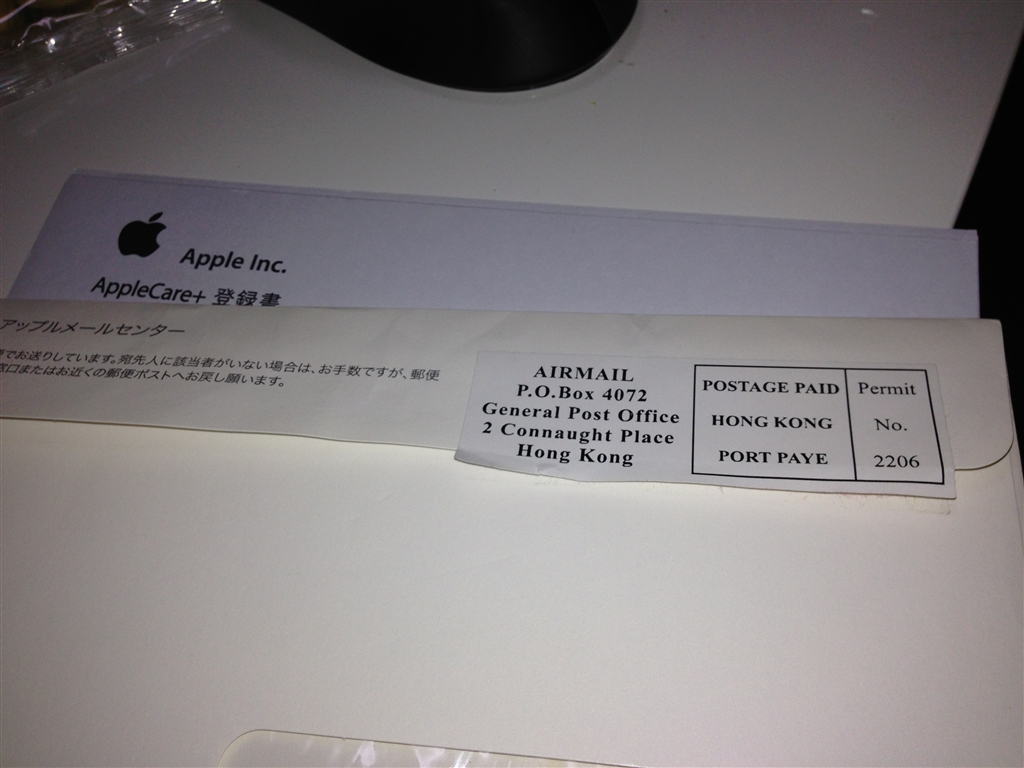 Apple Inc.
AppleCare+ 登録書
アップルメールセンター
でお送りしています。宛先人に該当者がいない場合は、お手数ですが、郵便
窓口またはお近くの郵便ポストへお戻し願います。
AIRMAIL
P.O.Box 4072
General Post Office
2 Connaught Place
Hong Kong
POSTAGE PAID
HONG KONG
PORT PAYE
Permit
No.
2206